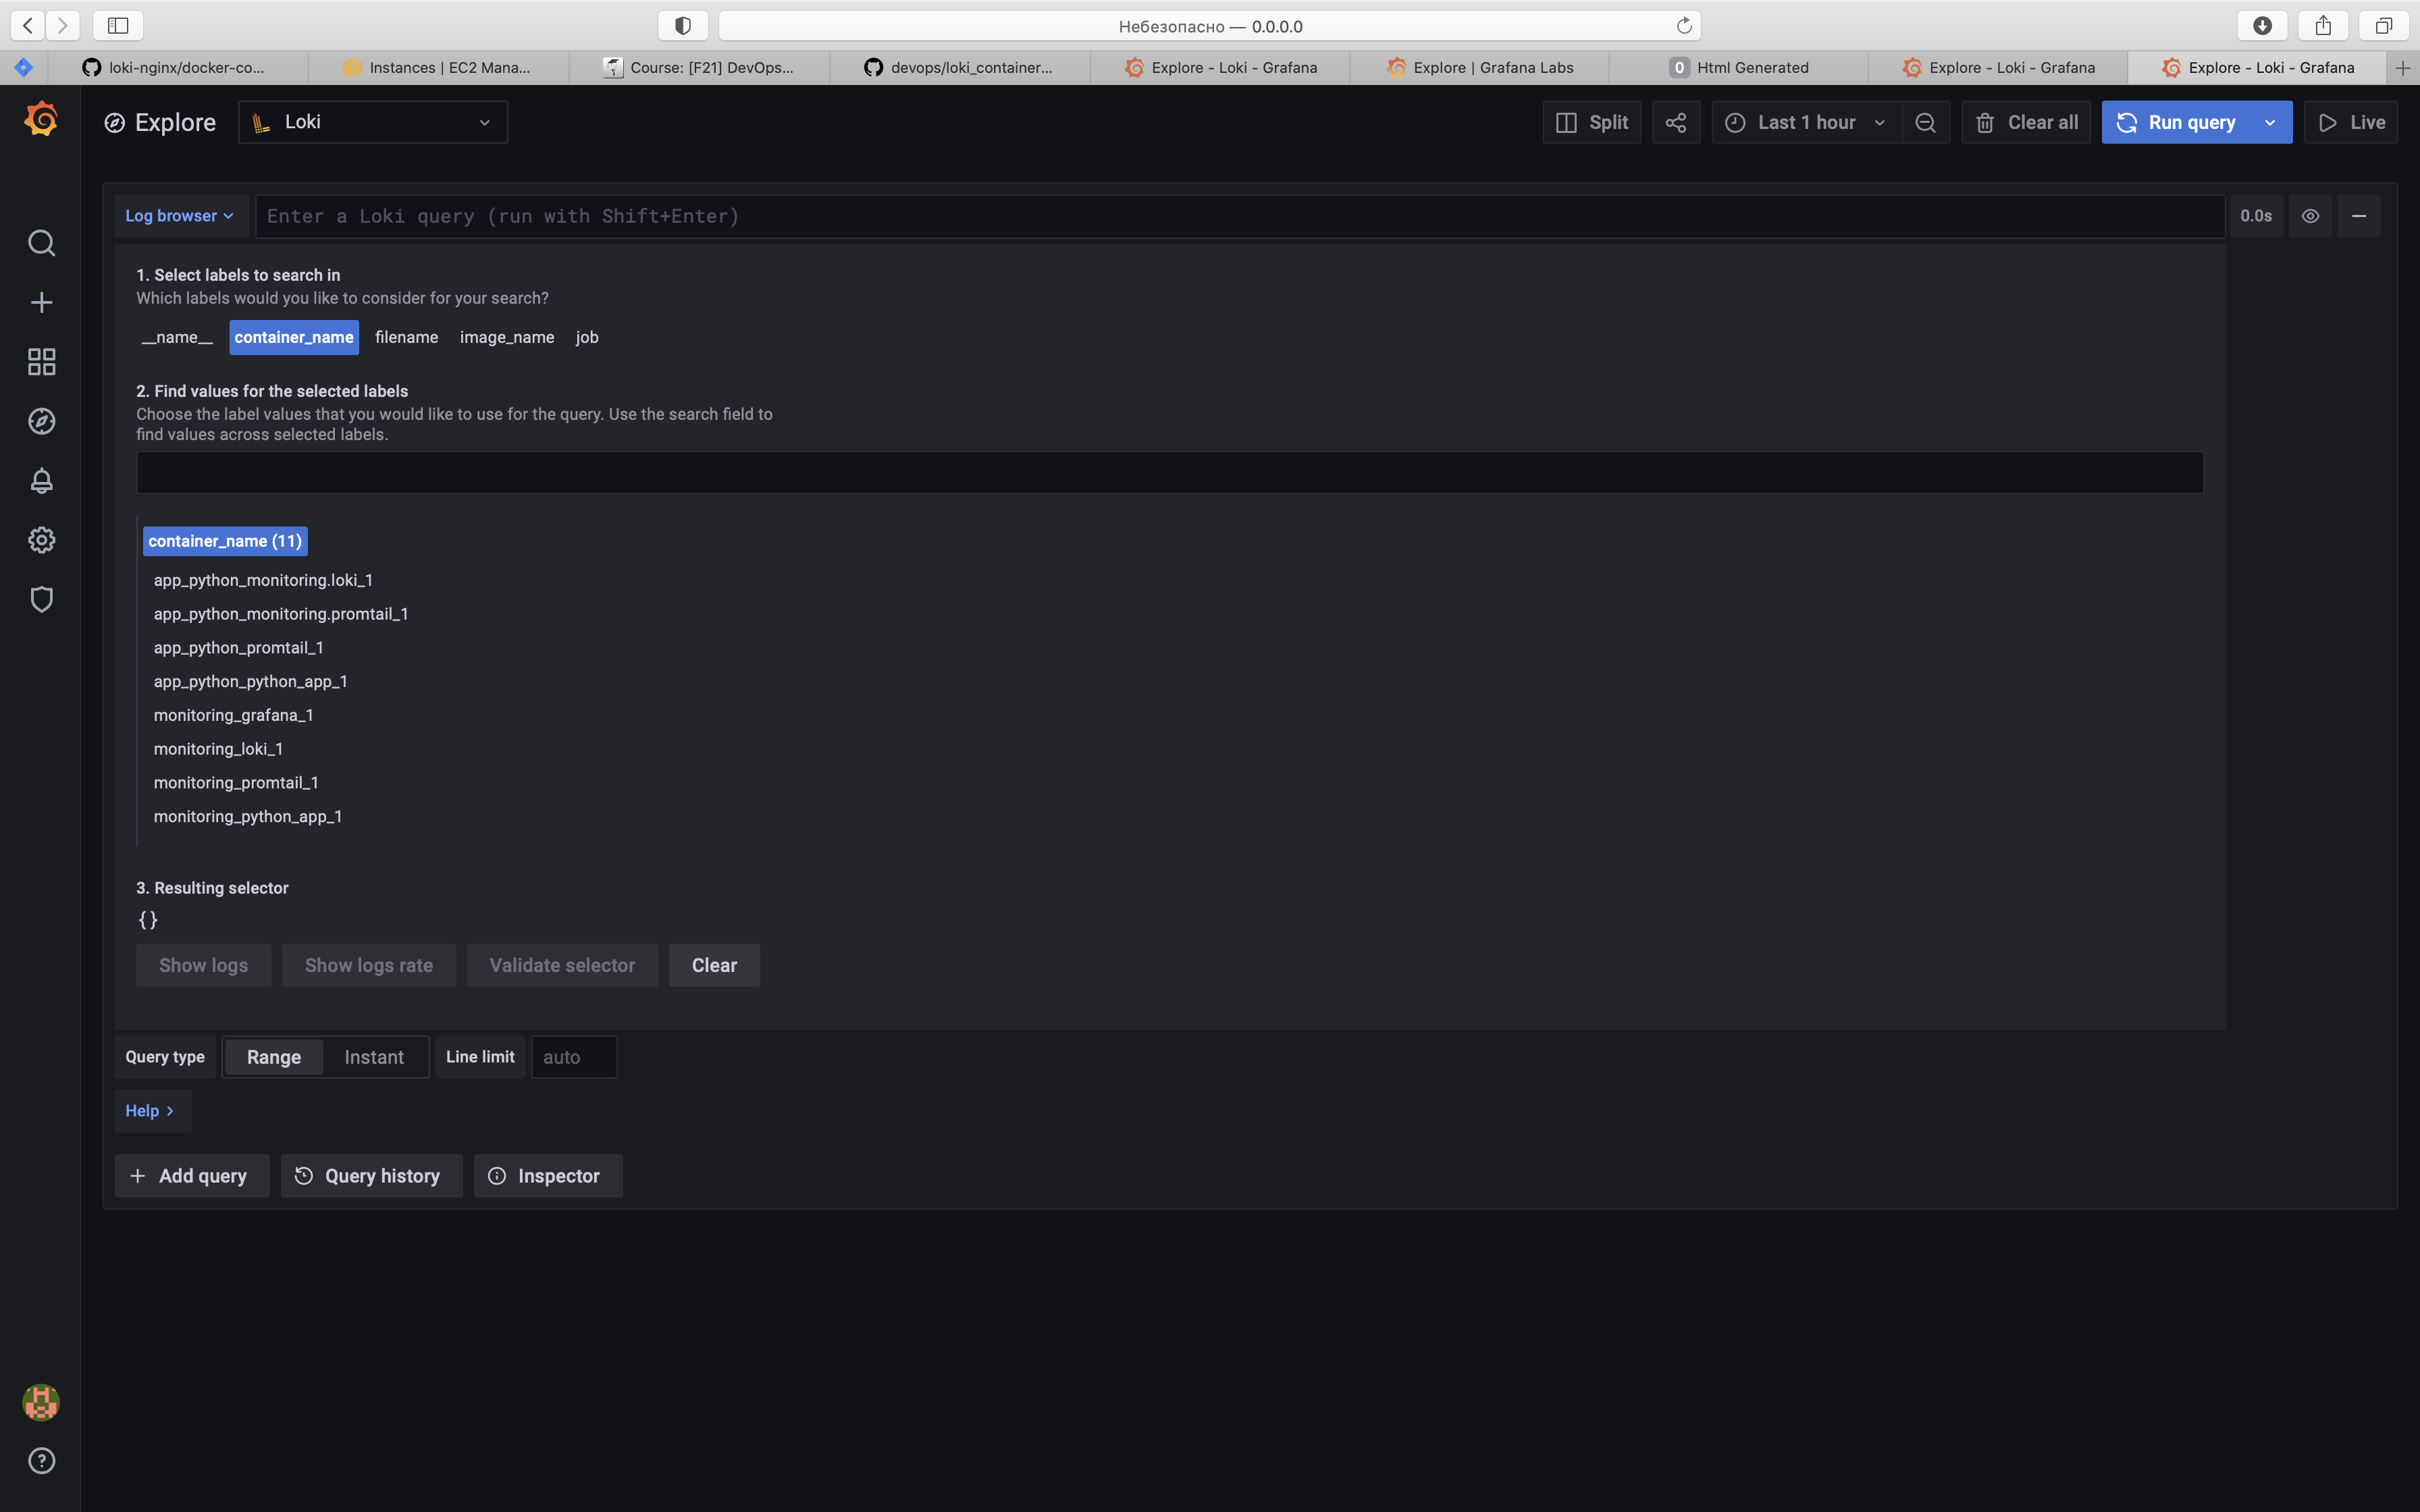 Небезопасно — 0.0.0.0
loki-nginx/docker-co...
Instances | EC2 Mana...
Course: [F21] DevOps...
devops/loki_container...
Explore - Loki - Grafana
Explore | Grafana Labs
0 Html Generated
Explore - Loki - Grafana
Explore - Loki - Grafana
Explore
Loki
Split
Last 1 hour
Clear all
Run query
Live
Log browser
Enter a Loki query (run with Shift+Enter)
0.0s
1. Select labels to search in
Which labels would you like to consider for your search?
__name__ container_name filename image_name job
2. Find values for the selected labels
Choose the label values that you would like to use for the query. Use the search field to
find values across selected labels.
container_name (11)
app_python_monitoring.loki_1
app_python_monitoring.promtail_1
app_python_promtail_1
app_python_python_app_1
monitoring_grafana_1
monitoring_loki_1
monitoring_promtail_1
monitoring_python_app_1
3. Resulting selector
{}
Show logs Show logs rate Validate selector Clear
Query type Range Instant Line limit auto
Help
Add query Query history Inspector